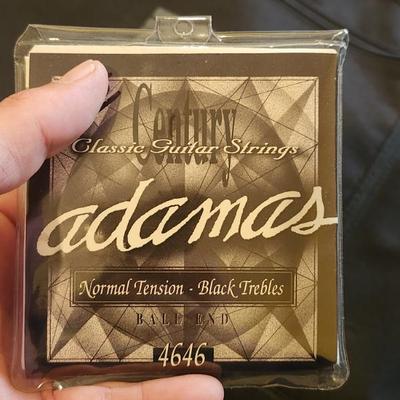 Century
Classic Guitar Strings
adamas
Normal Tension - Black Trebles
BALL END
4646